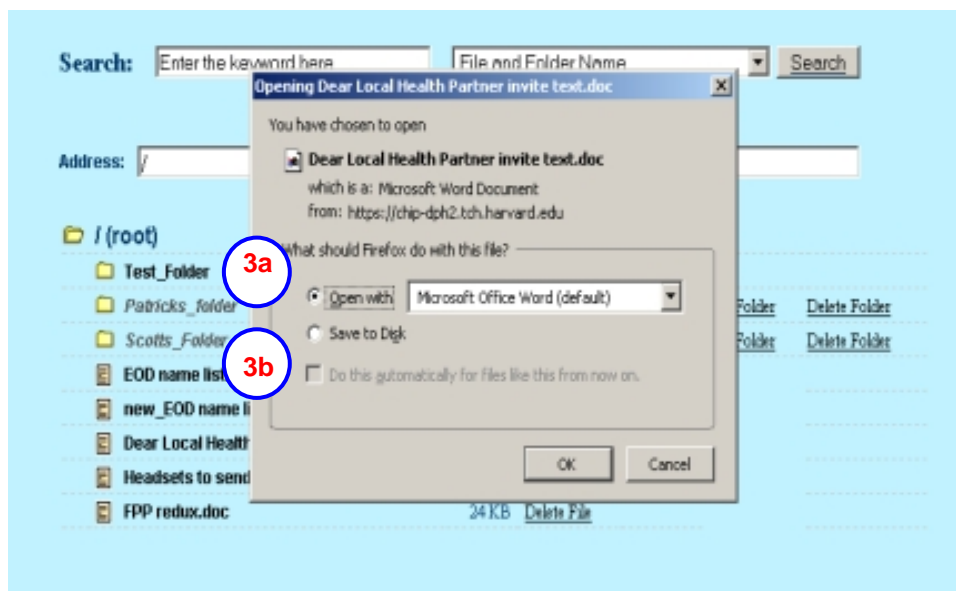 Search: Enter the keyword here File and Folder Name Search
Opening Dear Local Health Partner invite text.doc
You have chosen to open
Address: /
Dear Local Health Partner invite text.doc
which is a: Microsoft Word Document
from: https://chip-dph2.tch.harvard.edu
/ (root)
What should Firefox do with this file?
3a
Test_Folder
Open with Microsoft Office Word (default)
Patricks_folder Folder Delete Folder
Save to Disk
Scotts_Folder Folder Delete Folder
3b
EOD name list
Do this automatically for files like this from now on.
new_EOD name li
Dear Local Health
OK Cancel
Headsets to send
FPP redux.doc 24 KB Delete File